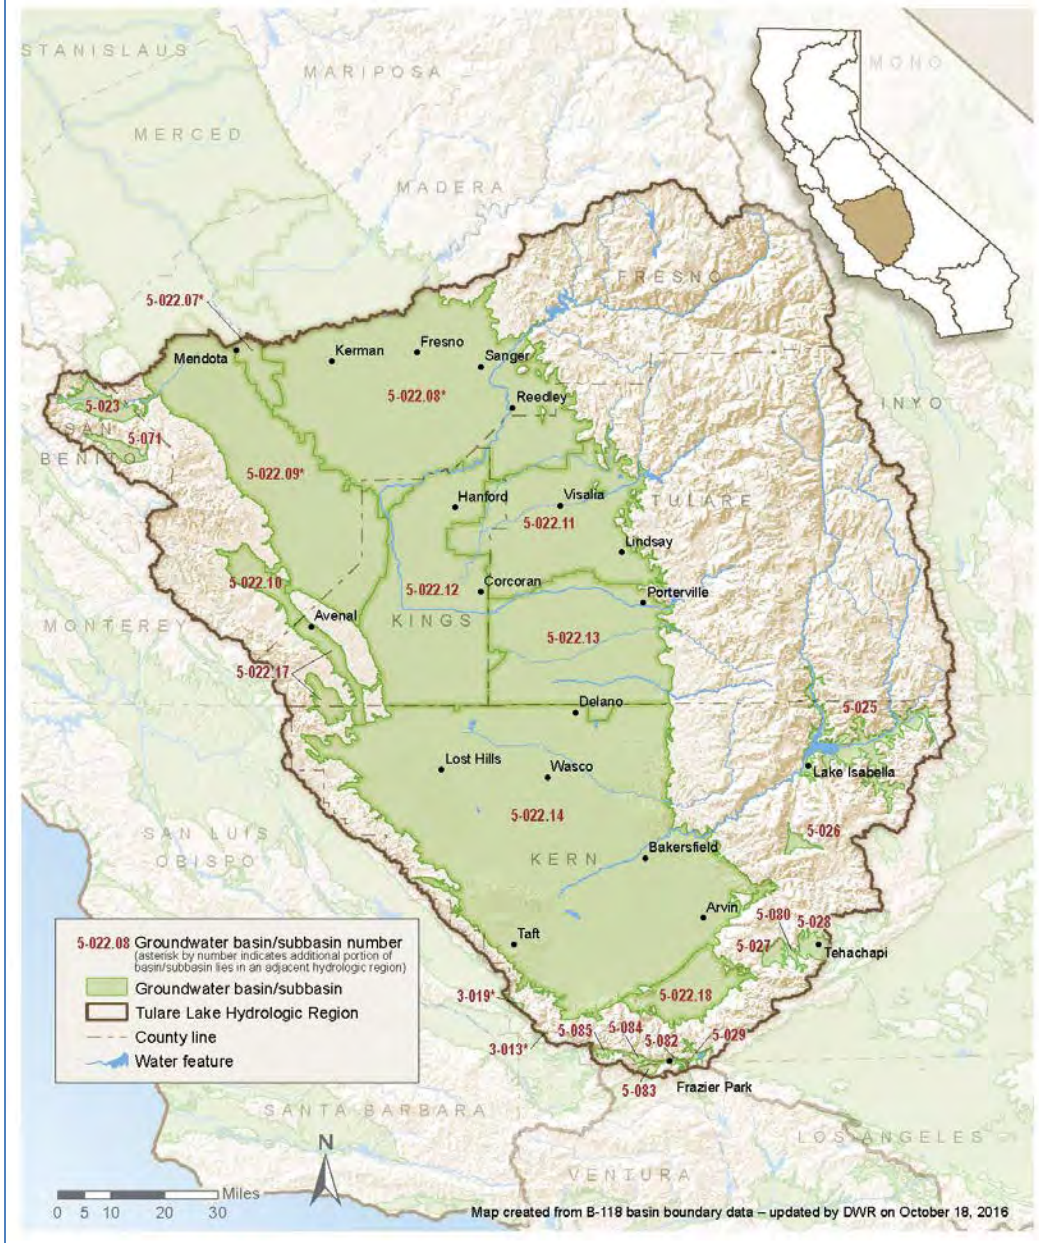 STANISLAUS
MARIPOSA
MONO
MERCED
MADERA
FRESNO
5-022.07*
Mendota
Kerman
Fresno
Sanger
5-022.08*
Reedley
INYO
5-023
SAN
BENITO
5-071
5-022.09*
Hanford
Visalia
TULARE
5-022.11
Lindsay
5-022.10
5-022.12
Corcoran
Porterville
Avenal
KINGS
MONTEREY
5-022.13
5-022.17
Delano
5-025
Lost Hills
Wasco
Lake Isabella
5-022.14
5-026
SAN LUIS
OBISPO
KERN
Bakersfield
Arvin
5-080
5-028
Taft
5-027
Tehachapi
5-022.18
3-019*
5-085
5-084
5-082
5-029
3-013*
5-083
Frazier Park
5-022.08 Groundwater basin/subbasin number
(asterisk by number indicates additional portion of
basin/subbasin lies in an adjacent hydrologic region)
Groundwater basin/subbasin
Tulare Lake Hydrologic Region
County line
Water feature
SANTA BARBARA
LOS ANGELES
VENTURA
N
Miles
0 5 10 20 30
Map created from B-118 basin boundary data – updated by DWR on October 18, 2016